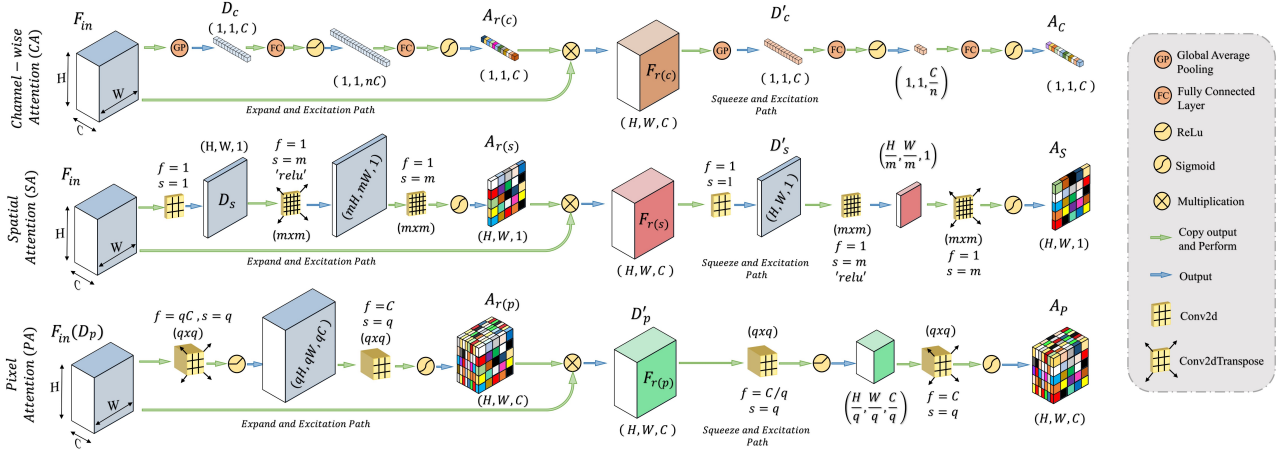 Channel-wise
Attention (CA)
F_in
H
W
C
GP
D_c
(1,1,C)
FC
(1,1,nC)
FC
A_r(c)
(1,1,C)
Expand and Excitation Path
F_r(c)
(H,W,C)
GP
D'_c
(1,1,C)
Squeeze and Excitation
Path
FC
(1,1,C/n)
FC
A_C
(1,1,C)
Spatial
Attention (SA)
F_in
H
W
C
f = 1
s = 1
(H,W,1)
D_s
f = 1
s = m
'relu'
(mxm)
(mH, mW, 1)
f = 1
s = m
(mxm)
A_r(s)
(H,W,1)
Expand and Excitation Path
F_r(s)
(H,W,C)
f = 1
s = 1
D'_s
(H,W,1)
Squeeze and Excitation
Path
(mxm)
f = 1
s = m
'relu'
(H/m, W/m, 1)
(mxm)
f = 1
s = m
A_S
(H,W,1)
Pixel
Attention (PA)
F_in(D_p)
H
W
C
f = qC , s = q
(qxq)
(qH, qW, qC)
f = C
s = q
(qxq)
A_r(p)
(H,W,C)
Expand and Excitation Path
D'_p
F_r(p)
(H,W,C)
(qxq)
f = C/q
s = q
Squeeze and Excitation
Path
(H/q, W/q, C/q)
(qxq)
f = C
s = q
A_P
(H,W,C)
GP
Global Average
Pooling
FC
Fully Connected
Layer
ReLu
Sigmoid
Multiplication
Copy output
and Perform
Output
Conv2d
Conv2dTranspose